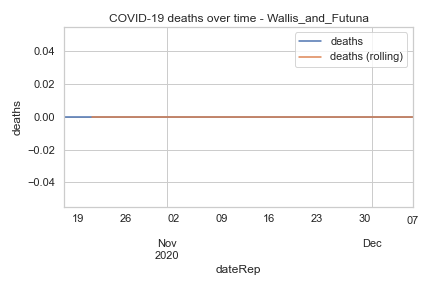 COVID-19 deaths over time - Wallis_and_Futuna
deaths
deaths (rolling)
deaths
0.04
0.02
0.00
−0.02
−0.04
19 26 02 09 16 23 30 07
Nov Dec
2020
dateRep